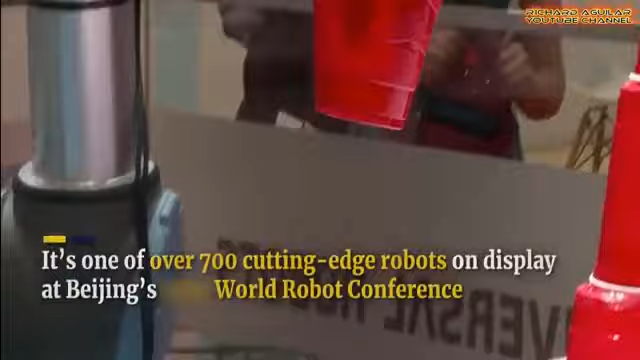 RICHARD AGUILAR
YOUTUBE CHANNEL
It's one of over 700 cutting-edge robots on display
at Beijing's World Robot Conference